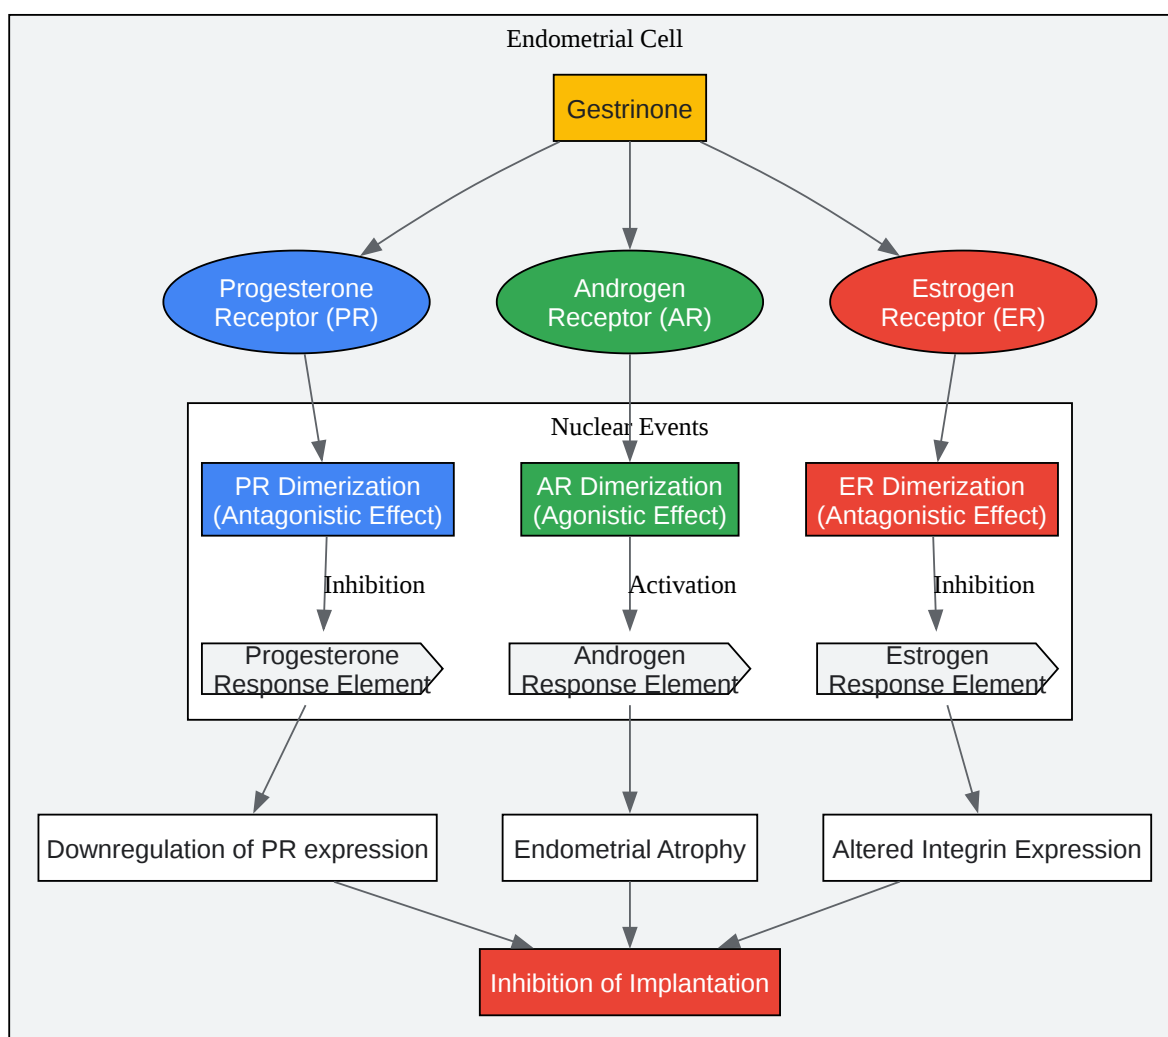 Endometrial Cell
Gestrinone
Progesterone
Receptor (PR)
Androgen
Receptor (AR)
Estrogen
Receptor (ER)
Nuclear Events
PR Dimerization
(Antagonistic Effect)
AR Dimerization
(Agonistic Effect)
ER Dimerization
(Antagonistic Effect)
Inhibition
Activation
Inhibition
Progesterone
Response Element
Androgen
Response Element
Estrogen
Response Element
Downregulation of PR expression
Endometrial Atrophy
Altered Integrin Expression
Inhibition of Implantation